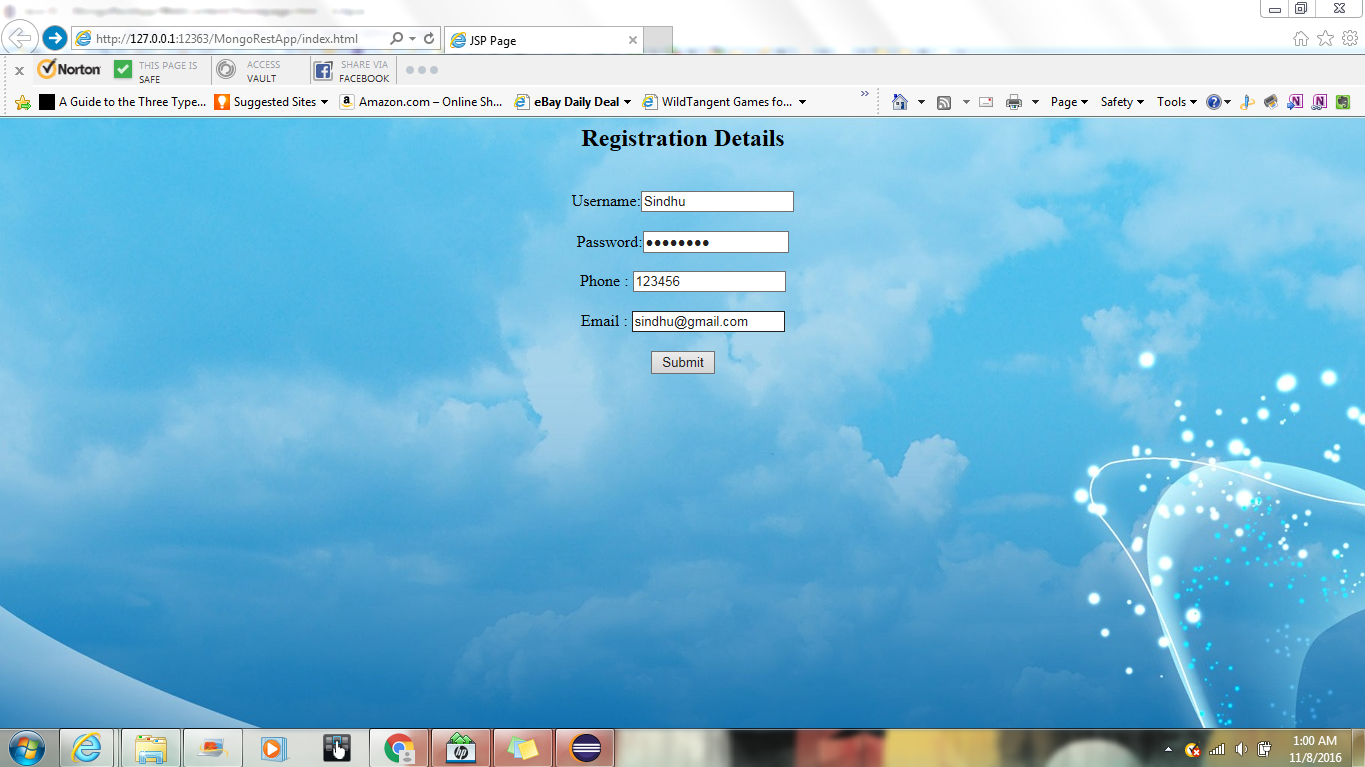 http://127.0.0.1:12363/MongoRestApp/index.html
JSP Page
Norton
THIS PAGE IS
SAFE
ACCESS
VAULT
SHARE VIA
FACEBOOK
A Guide to the Three Type...
Suggested Sites
Amazon.com – Online Sh...
eBay Daily Deal
WildTangent Games fo...
Page
Safety
Tools
Registration Details
Username: Sindhu
Password: ••••••••
Phone : 123456
Email : sindhu@gmail.com
Submit
hp
1:00 AM
11/8/2016